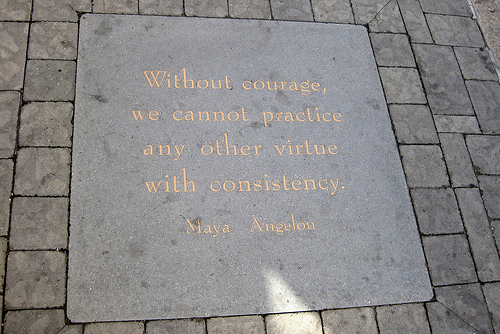 Without courage,
we cannot practice
any other virtue
with consistency.
Maya Angelou